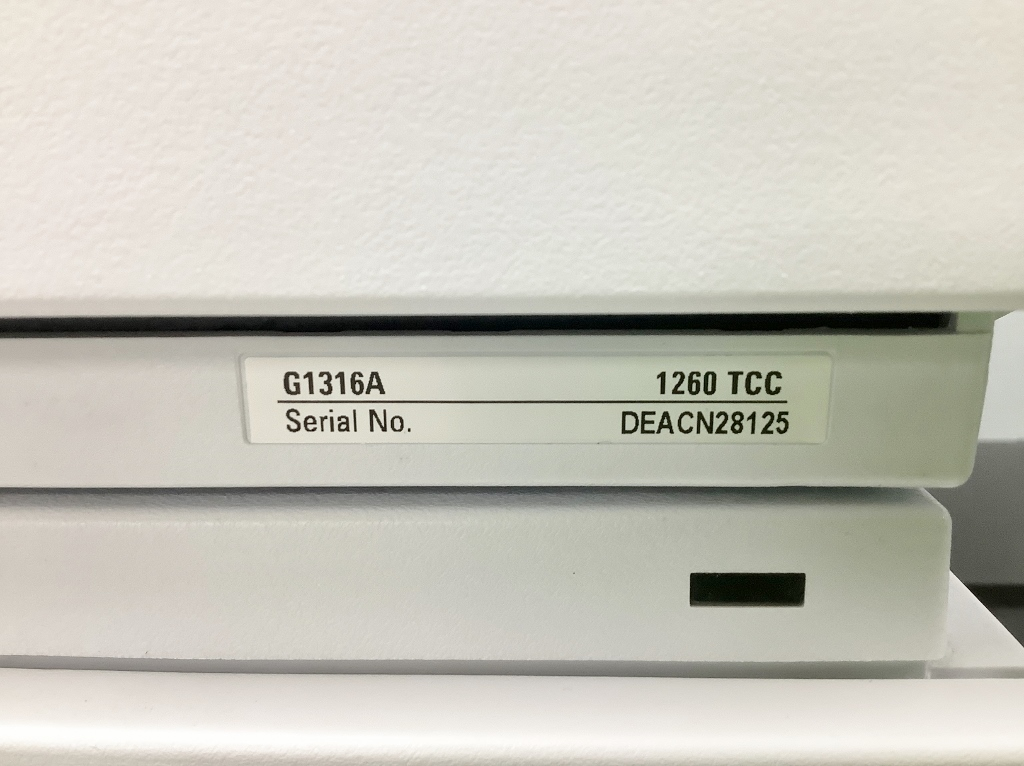 G1316A 1260 TCC
Serial No. DEACN28125